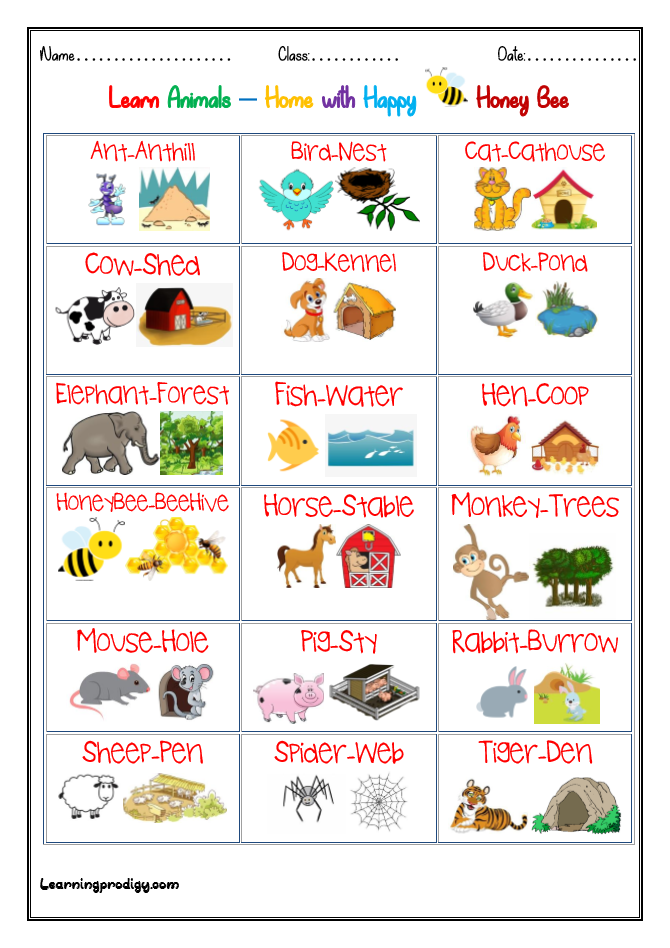 Name..................... Class:............ Date:...............
Learn Animals – Home with Happy Honey Bee
Ant-Anthill Bird-Nest Cat-Cathouse
Cow-Shed Dog-Kennel Duck-Pond
Elephant-Forest Fish-Water Hen-Coop
HoneyBee-BeeHive Horse-Stable Monkey-Trees
Mouse-Hole Pig-Sty Rabbit-Burrow
Sheep-Pen Spider-Web Tiger-Den
Learningprodigy.com